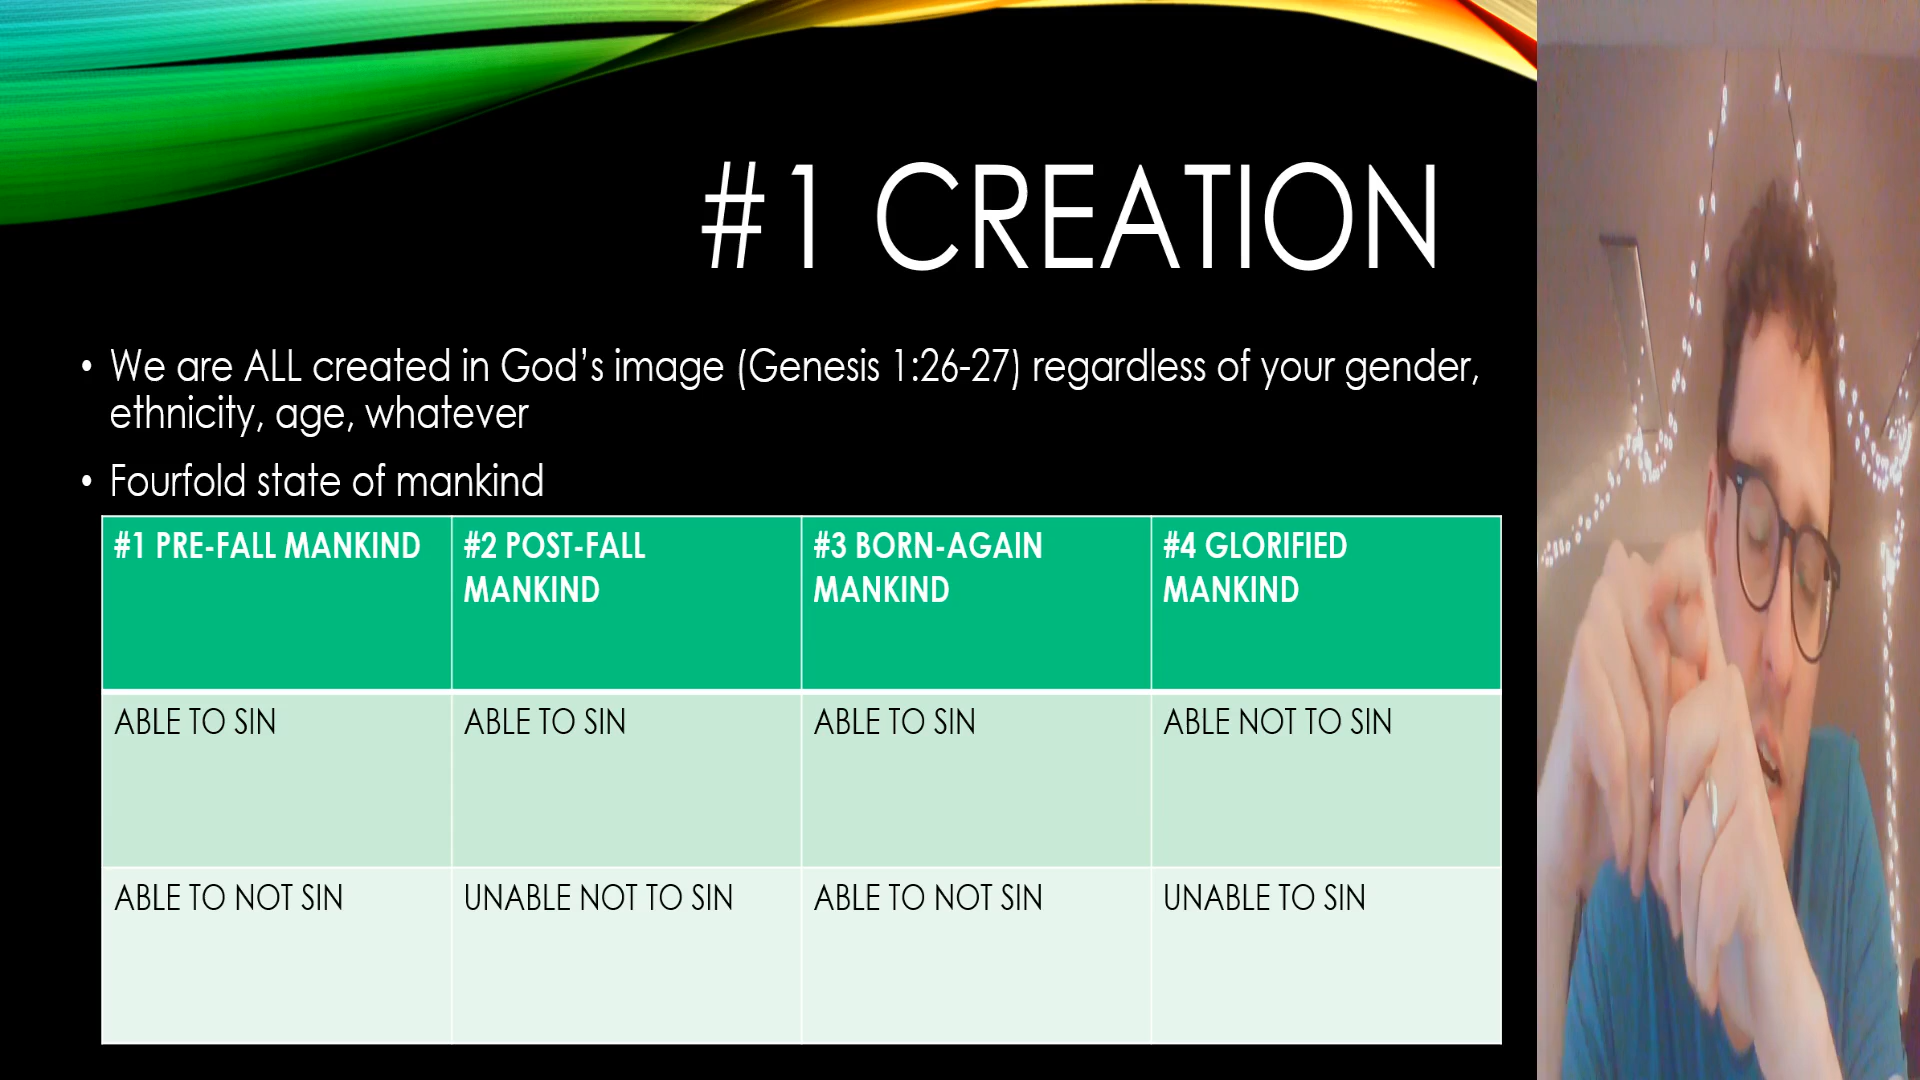 #1 CREATION
• We are ALL created in God’s image (Genesis 1:26-27) regardless of your gender,
ethnicity, age, whatever
• Fourfold state of mankind
#1 PRE-FALL MANKIND
#2 POST-FALL
MANKIND
#3 BORN-AGAIN
MANKIND
#4 GLORIFIED
MANKIND
ABLE TO SIN
ABLE TO SIN
ABLE TO SIN
ABLE NOT TO SIN
ABLE TO NOT SIN
UNABLE NOT TO SIN
ABLE TO NOT SIN
UNABLE TO SIN